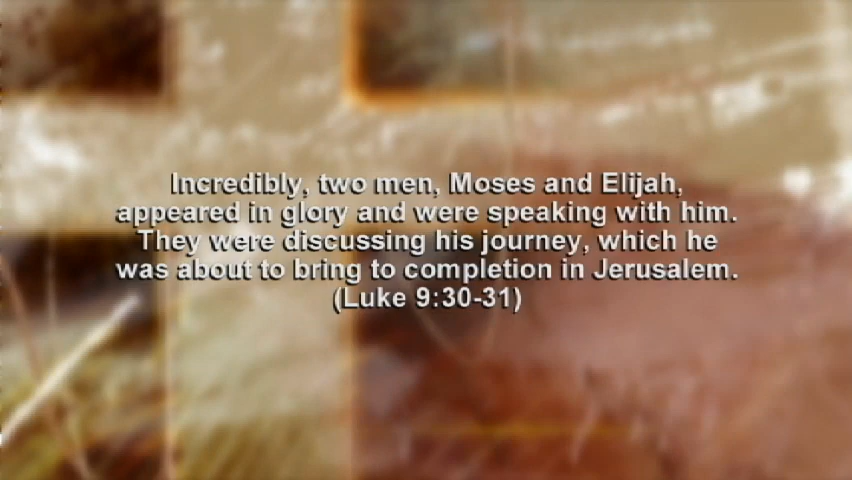 Incredibly, two men, Moses and Elijah,
appeared in glory and were speaking with him.
They were discussing his journey, which he
was about to bring to completion in Jerusalem.
(Luke 9:30-31)